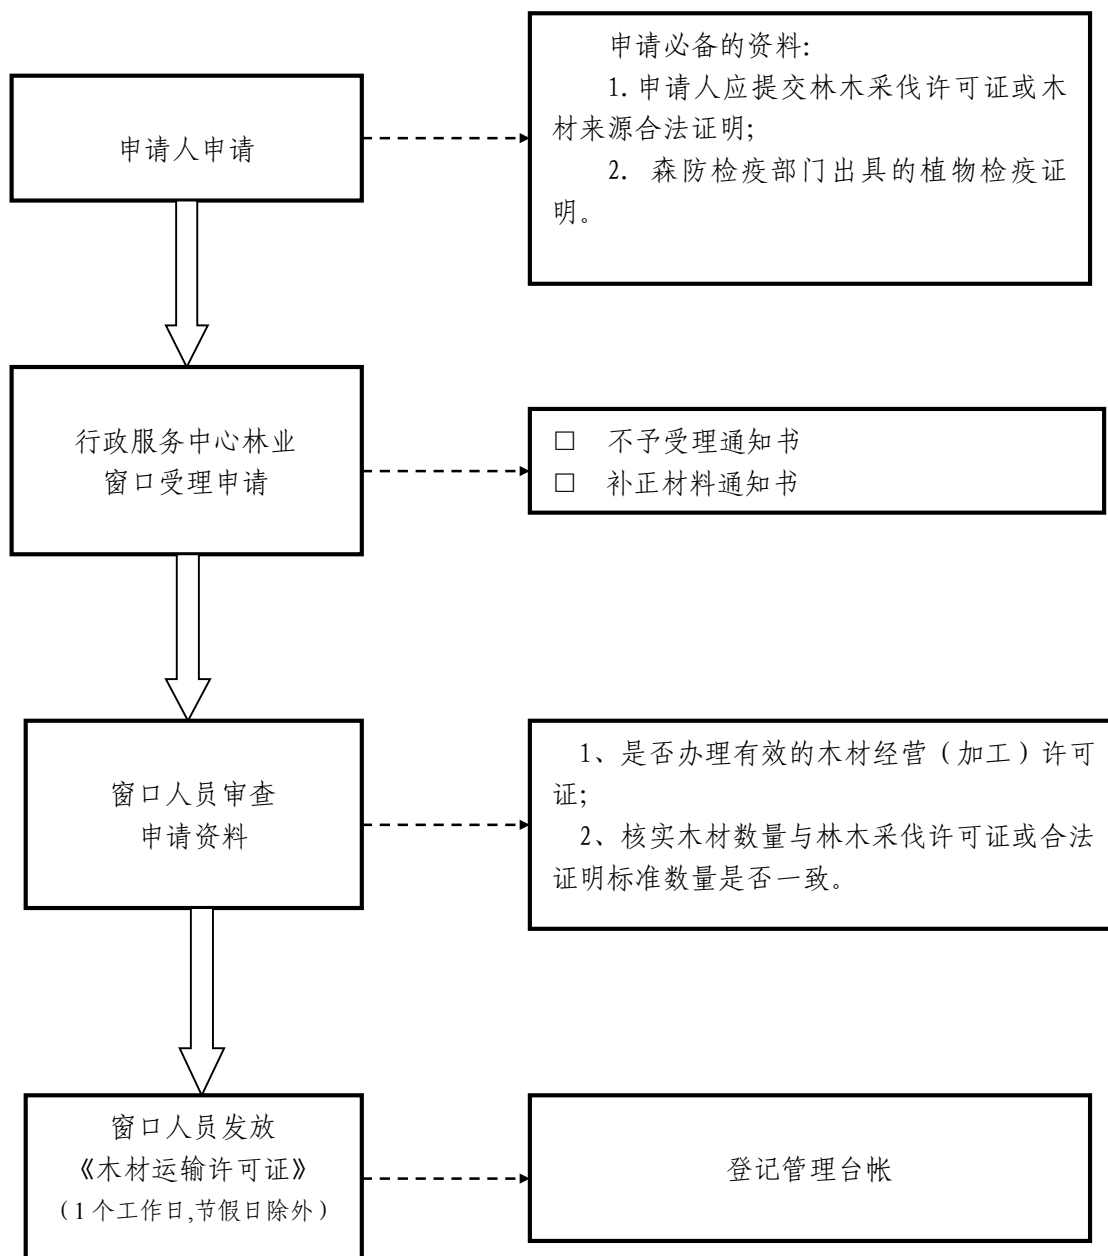 申请人申请
申请必备的资料:
1.申请人应提交林木采伐许可证或木
材来源合法证明;
2. 森防检疫部门出具的植物检疫证
明。
行政服务中心林业
窗口受理申请
□ 不予受理通知书
□ 补正材料通知书
窗口人员审查
申请资料
1、是否办理有效的木材经营（加工）许可
证;
2、核实木材数量与林木采伐许可证或合法
证明标准数量是否一致。
窗口人员发放
《木材运输许可证》
（1个工作日,节假日除外）
登记管理台帐